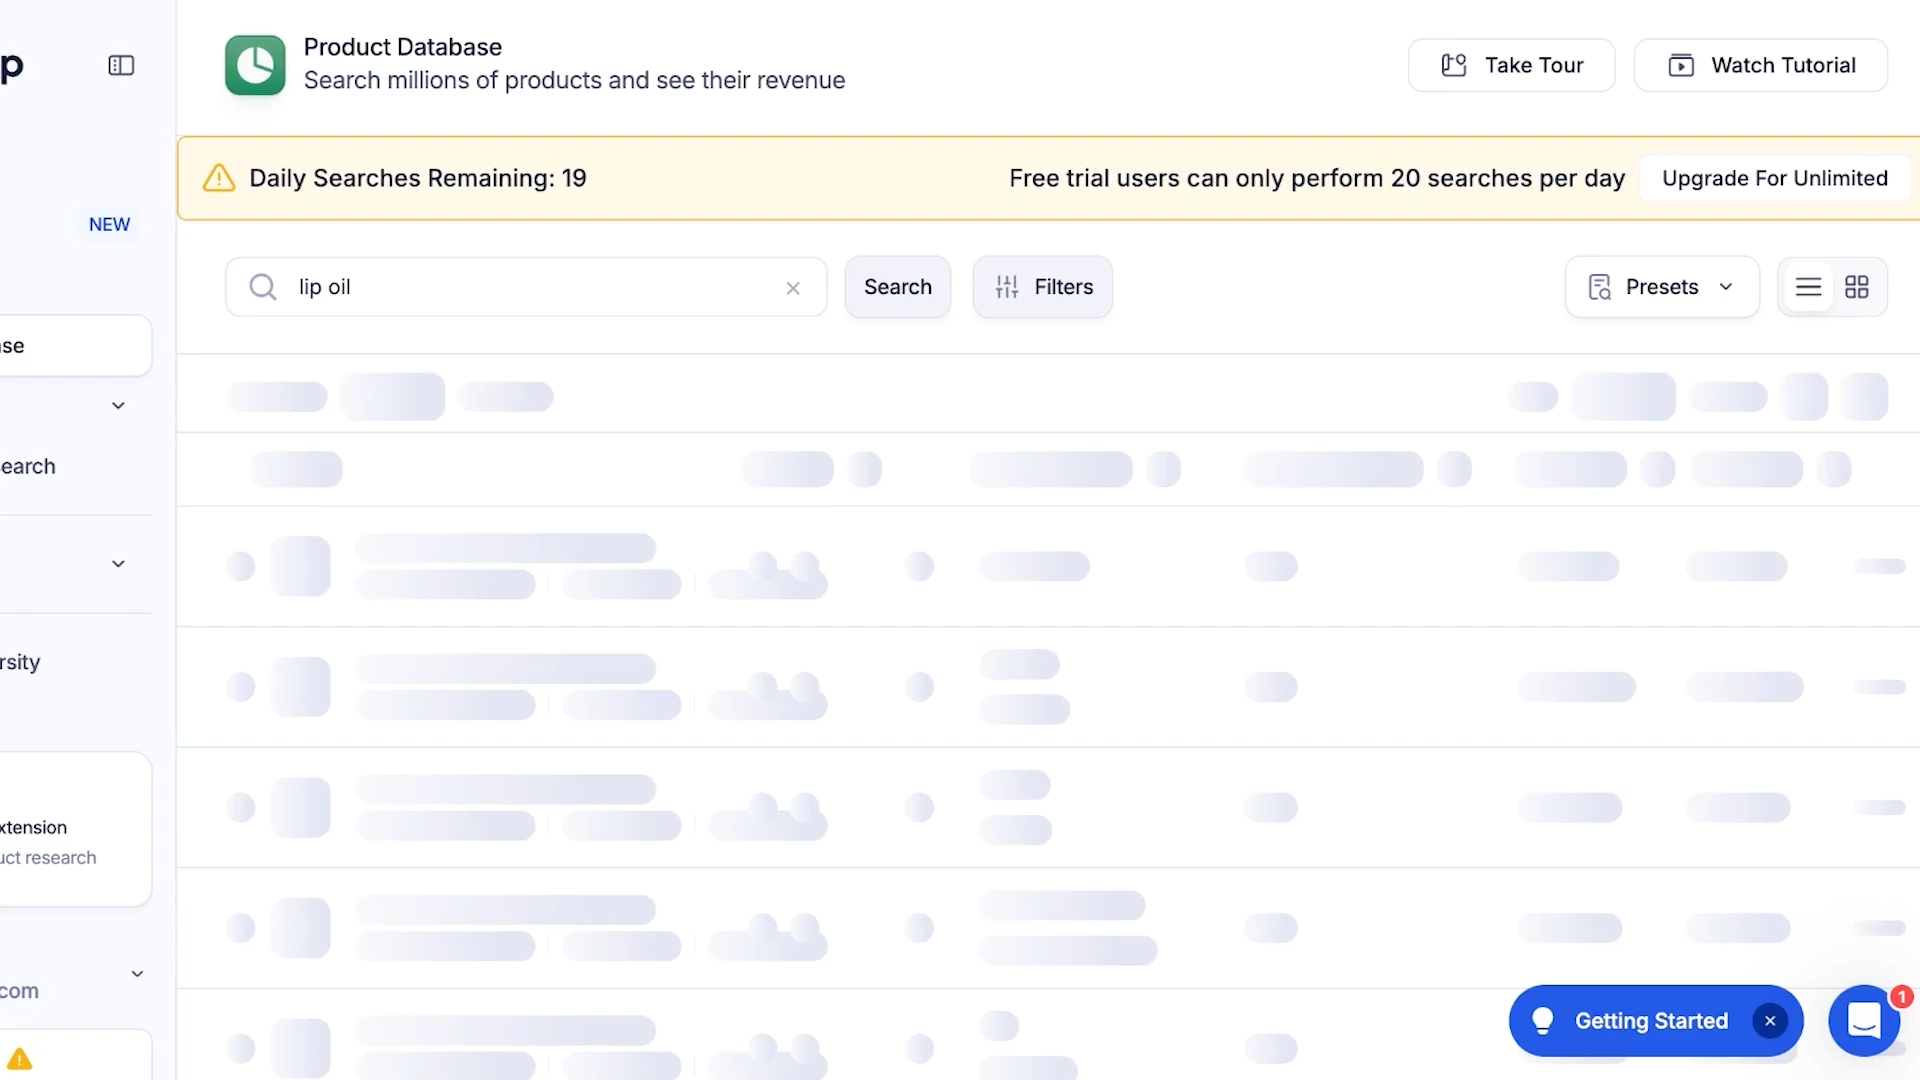 p
Product Database
Search millions of products and see their revenue
Take Tour
Watch Tutorial
Daily Searches Remaining: 19
Free trial users can only perform 20 searches per day
Upgrade For Unlimited
NEW
lip oil
Search
Filters
Presets
ase
earch
rsity
xtension
uct research
com
Getting Started
1